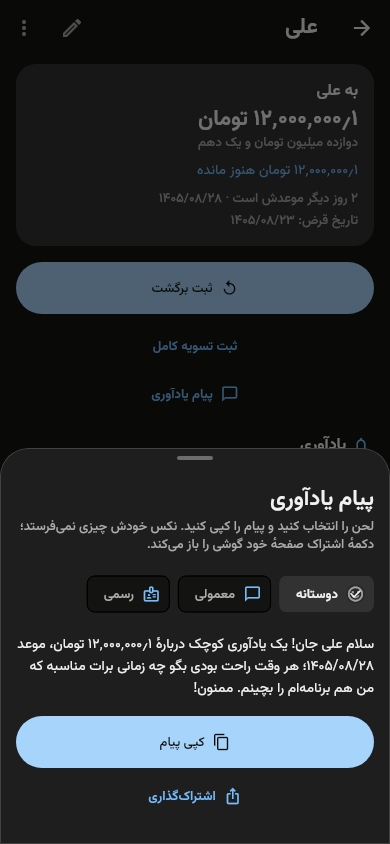 علی
به علی
۱۲,۰۰۰,۰۰۰٫۱ تومان
دوازده میلیون تومان و یک دهم
۱۲,۰۰۰,۰۰۰٫۱ تومان هنوز مانده
۲ روز دیگر موعدش است · ۱۴۰۵/۰۸/۲۸
تاریخ قرض: ۱۴۰۵/۰۸/۲۳
ثبت برگشت
ثبت تسویه کامل
پیام یادآوری
یادآوری
پیام یادآوری
لحن را انتخاب کنید و پیام را کپی کنید. نکس خودش چیزی نمی‌فرستد؛
دکمهٔ اشتراک صفحهٔ خود گوشی را باز می‌کند.
دوستانه
معمولی
رسمی
سلام علی جان! یک یادآوری کوچک دربارهٔ ۱۲,۰۰۰,۰۰۰٫۱ تومان، موعد
۱۴۰۵/۰۸/۲۸؛ هر وقت راحت بودی بگو چه زمانی برات مناسبه که
من هم برنامه‌ام را بچینم. ممنون!
کپی پیام
اشتراک‌گذاری